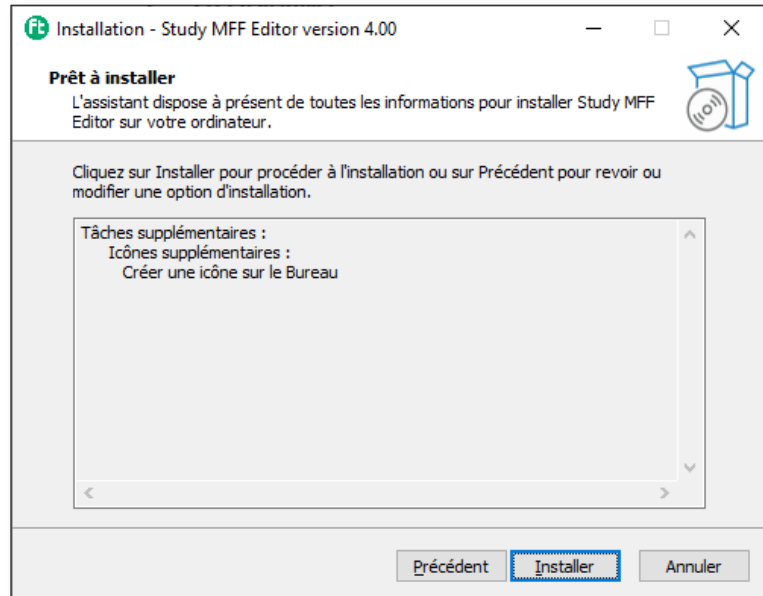 ft Installation - Study MFF Editor version 4.00
Prêt à installer
L'assistant dispose à présent de toutes les informations pour installer Study MFF
Editor sur votre ordinateur.
Cliquez sur Installer pour procéder à l'installation ou sur Précédent pour revoir ou
modifier une option d'installation.
Tâches supplémentaires :
Icônes supplémentaires :
Créer une icône sur le Bureau
Précédent Installer Annuler